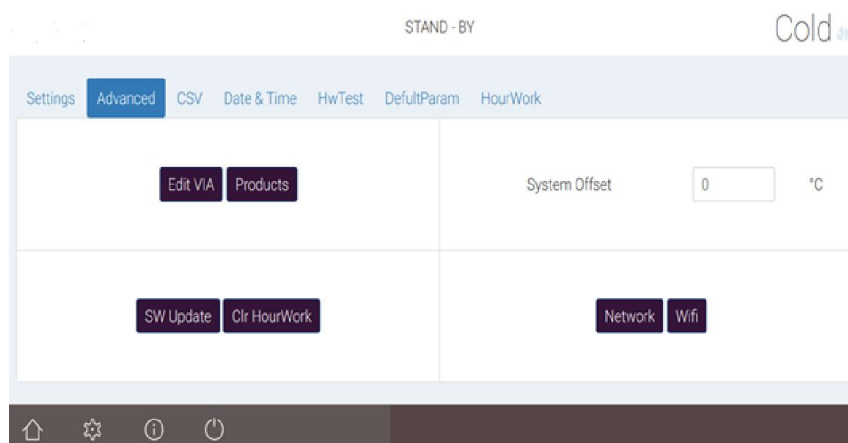 STAND - BY
Cold
Settings Advanced CSV Date & Time HwTest DefultParam HourWork
Edit VIA Products
System Offset 0 °C
SW Update Clr HourWork
Network Wifi